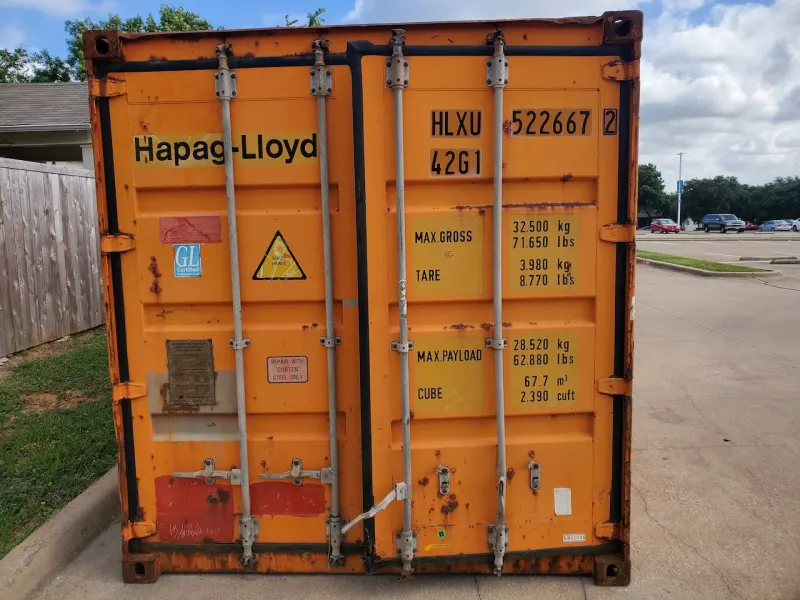 Hapag-Lloyd
HLXU 522667 2
42G1
MAX.GROSS 32.500 kg
71.650 lbs
TARE 3.980 kg
8.770 lbs
GL
Certified
HEAVY
MAX.PAYLOAD 28.520 kg
62.880 lbs
CUBE 67.7 m³
2.390 cuft
REPAIR WITH
"CORTEN"
STEEL ONLY